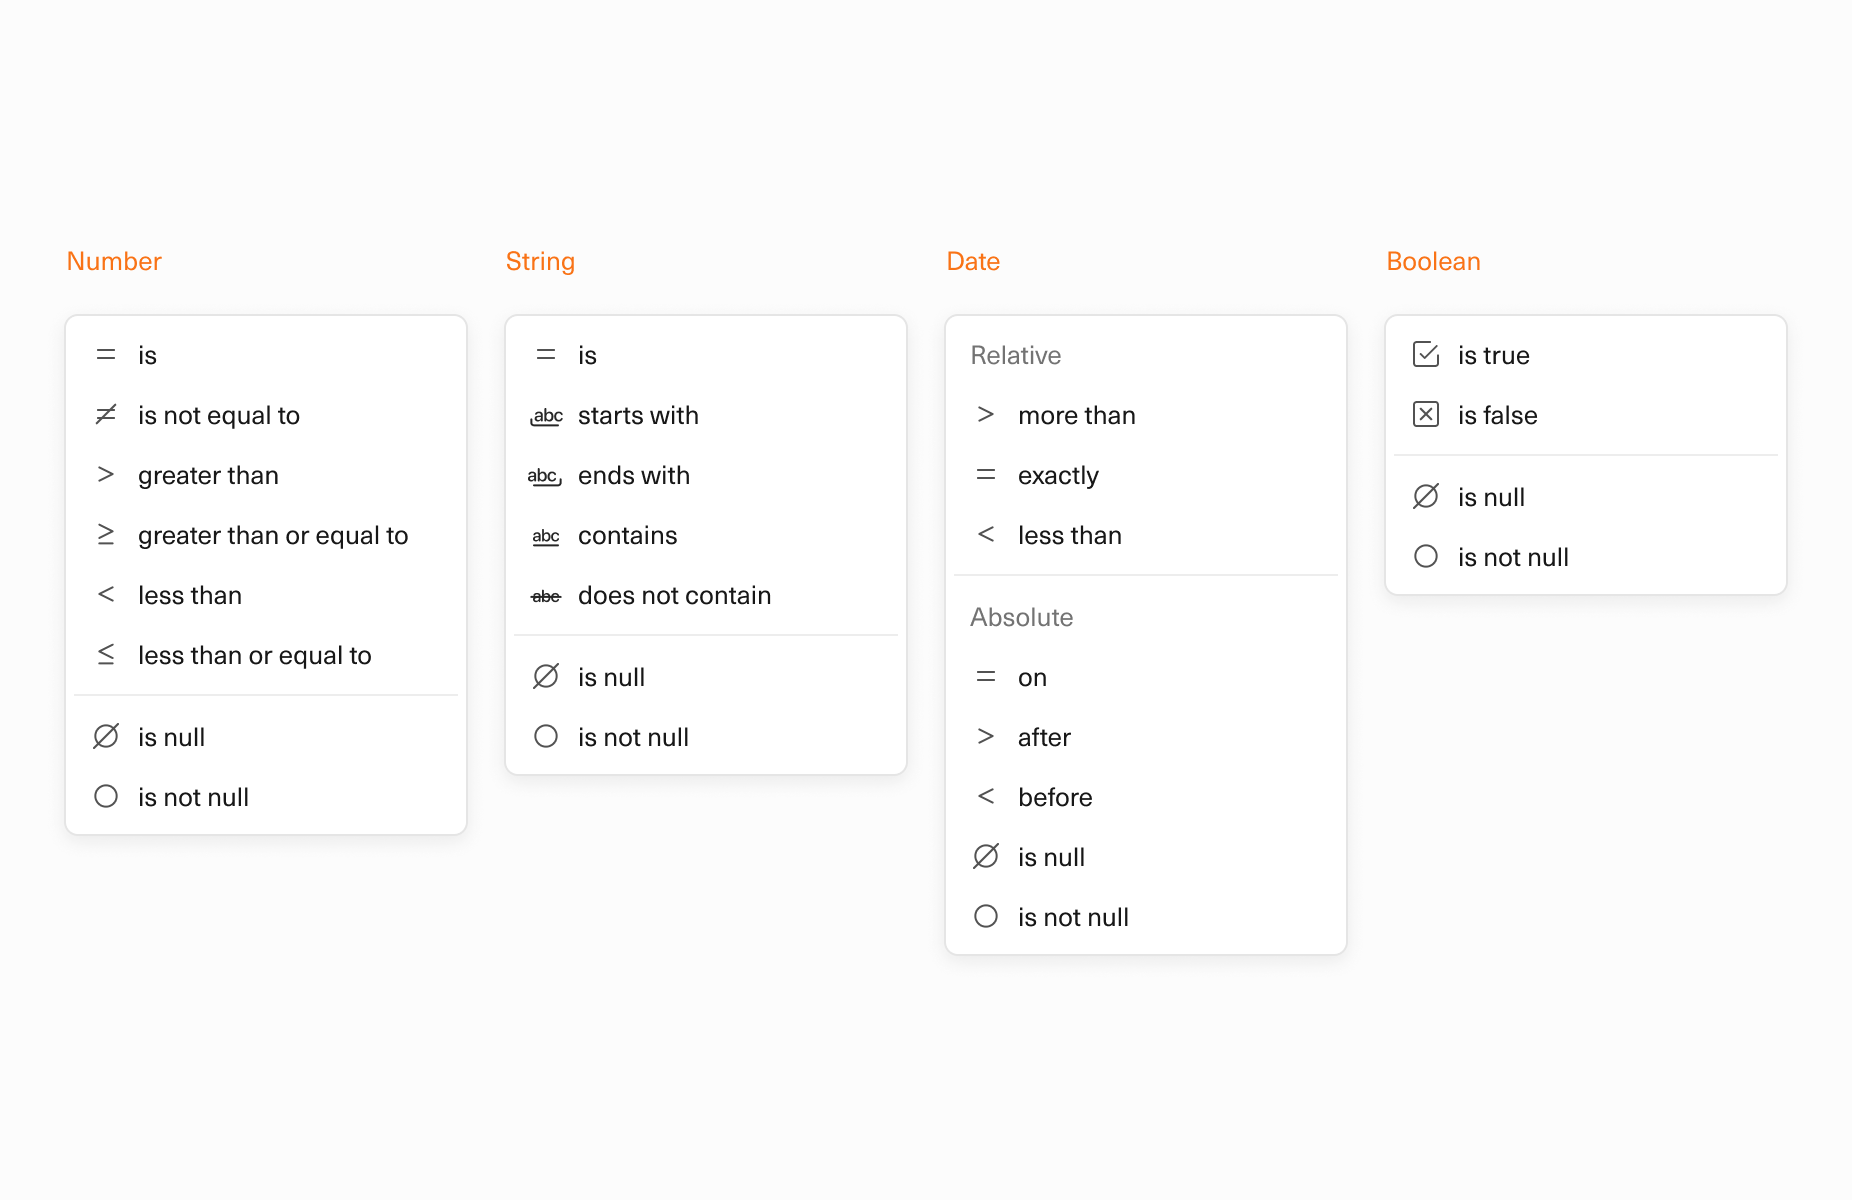 Number
= is
≠ is not equal to
> greater than
≥ greater than or equal to
< less than
≤ less than or equal to
is null
is not null
String
= is
abc starts with
abc ends with
abc contains
abc does not contain
is null
is not null
Date
Relative
> more than
= exactly
< less than
Absolute
= on
> after
< before
is null
is not null
Boolean
is true
is false
is null
is not null